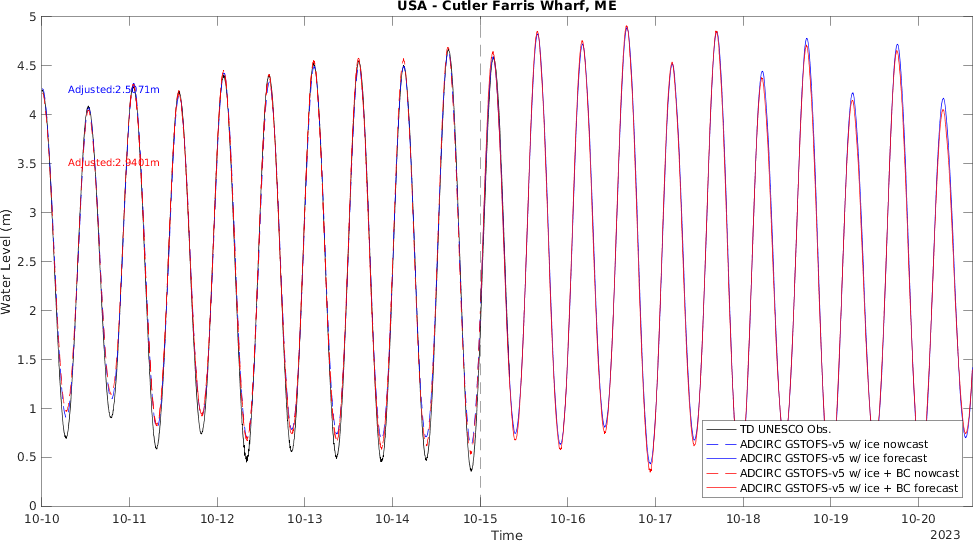 USA - Cutler Farris Wharf, ME
5
4.5
4
3.5
3
2.5
2
1.5
1
0.5
0
Water Level (m)
Adjusted:2.5071m
Adjusted:2.9401m
TD UNESCO Obs.
ADCIRC GSTOFS-v5 w/ ice nowcast
ADCIRC GSTOFS-v5 w/ ice forecast
ADCIRC GSTOFS-v5 w/ ice + BC nowcast
ADCIRC GSTOFS-v5 w/ ice + BC forecast
10-10 10-11 10-12 10-13 10-14 10-15 10-16 10-17 10-18 10-19 10-20
Time
2023